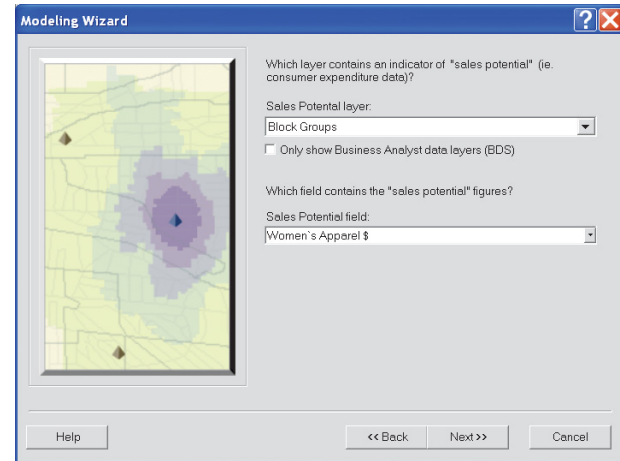 Modeling Wizard
Which layer contains an indicator of "sales potential" (ie.
consumer expenditure data)?
Sales Potental layer:
Block Groups
Only show Business Analyst data layers (BDS)
Which field contains the "sales potential" figures?
Sales Potential field:
Women`s Apparel $
Help
<< Back
Next >>
Cancel